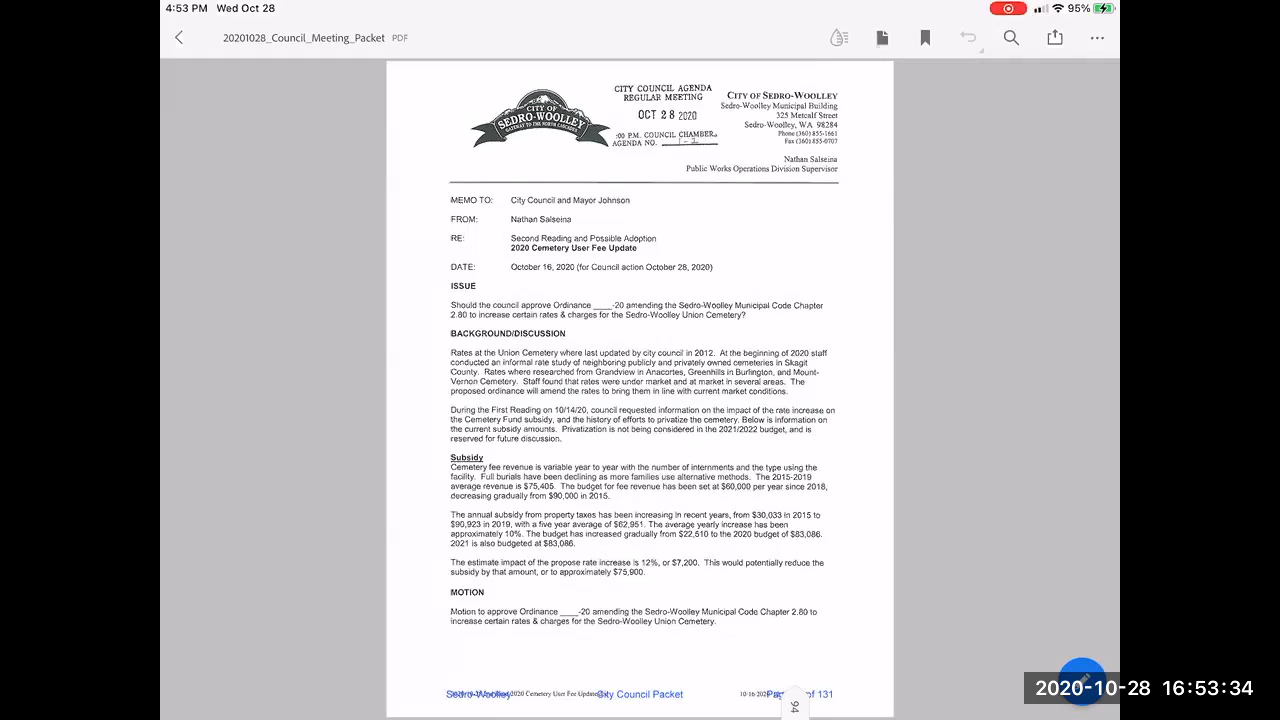 4:53 PM Wed Oct 28
95%
20201028_Council_Meeting_Packet PDF
CITY COUNCIL AGENDA
REGULAR MEETING
OCT 28 2020
:00 P.M. COUNCIL CHAMBERS
AGENDA NO.
CITY OF
SEDRO-WOOLLEY
GATEWAY TO THE NORTH CASCADES
CITY OF SEDRO-WOOLLEY
Sedro-Woolley Municipal Building
325 Metcalf Street
Sedro-Woolley, WA 98284
Phone (360) 855-1661
Fax (360) 855-0707
Nathan Salseina
Public Works Operations Division Supervisor
MEMO TO: City Council and Mayor Johnson
FROM: Nathan Salseina
RE: Second Reading and Possible Adoption
2020 Cemetery User Fee Update
DATE: October 16, 2020 (for Council action October 28, 2020)
ISSUE
Should the council approve Ordinance ____-20 amending the Sedro-Woolley Municipal Code Chapter
2.80 to increase certain rates & charges for the Sedro-Woolley Union Cemetery?
BACKGROUND/DISCUSSION
Rates at the Union Cemetery where last updated by city council in 2012. At the beginning of 2020 staff
conducted an informal rate study of neighboring publicly and privately owned cemeteries in Skagit
County. Rates where researched from Grandview in Anacortes, Greenhills in Burlington, and Mount-
Vernon Cemetery. Staff found that rates were under market and at market in several areas. The
proposed ordinance will amend the rates to bring them in line with current market conditions.
During the First Reading on 10/14/20, council requested information on the impact of the rate increase on
the Cemetery Fund subsidy, and the history of efforts to privatize the cemetery. Below is information on
the current subsidy amounts. Privatization is not being considered in the 2021/2022 budget, and is
reserved for future discussion.
Subsidy
Cemetery fee revenue is variable year to year with the number of internments and the type using the
facility. Full burials have been declining as more families use alternative methods. The 2015-2019
average revenue is $75,405. The budget for fee revenue has been set at $60,000 per year since 2018,
decreasing gradually from $90,000 in 2015.
The annual subsidy from property taxes has been increasing in recent years, from $30,033 in 2015 to
$90,923 in 2019, with a five year average of $62,951. The average yearly increase has been
approximately 10%. The budget has increased gradually from $22,510 to the 2020 budget of $83,086.
2021 is also budgeted at $83,086.
The estimate impact of the propose rate increase is 12%, or $7,200. This would potentially reduce the
subsidy by that amount, or to approximately $75,900.
MOTION
Motion to approve Ordinance ____-20 amending the Sedro-Woolley Municipal Code Chapter 2.80 to
increase certain rates & charges for the Sedro-Woolley Union Cemetery.
Sedro-Woolley 2020 Cemetery User Fee Update City Council Packet 10-16-2020 of 131
94
2020-10-28 16:53:34